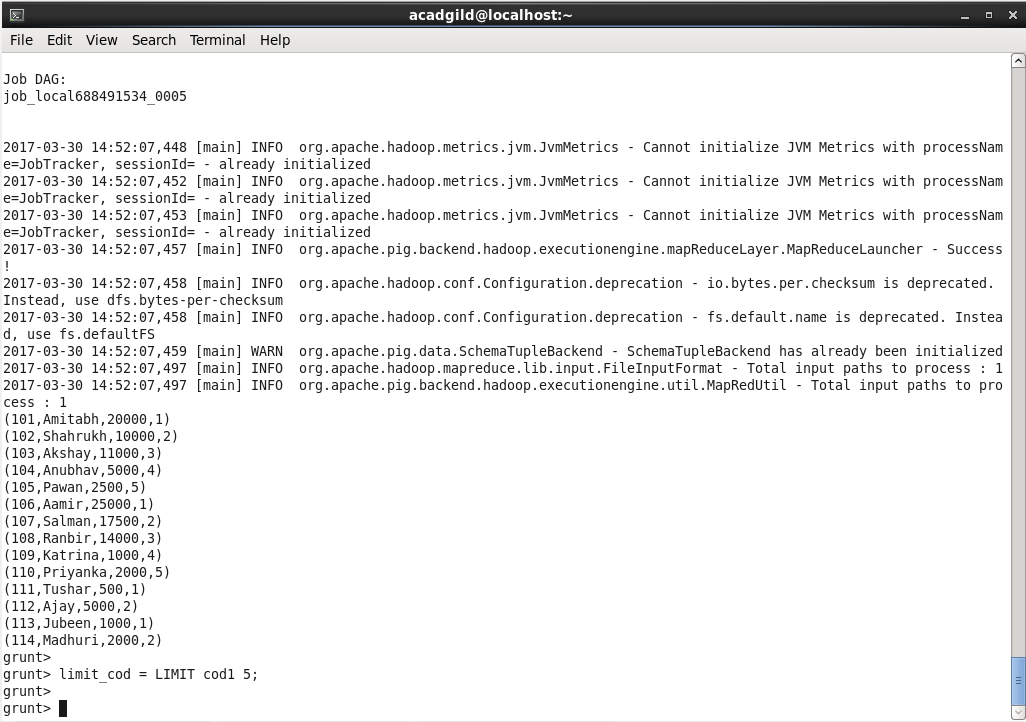 acadgild@localhost:~
File Edit View Search Terminal Help
Job DAG:
job_local688491534_0005
2017-03-30 14:52:07,448 [main] INFO  org.apache.hadoop.metrics.jvm.JvmMetrics - Cannot initialize JVM Metrics with processNam
e=JobTracker, sessionId= - already initialized
2017-03-30 14:52:07,452 [main] INFO  org.apache.hadoop.metrics.jvm.JvmMetrics - Cannot initialize JVM Metrics with processNam
e=JobTracker, sessionId= - already initialized
2017-03-30 14:52:07,453 [main] INFO  org.apache.hadoop.metrics.jvm.JvmMetrics - Cannot initialize JVM Metrics with processNam
e=JobTracker, sessionId= - already initialized
2017-03-30 14:52:07,457 [main] INFO  org.apache.pig.backend.hadoop.executionengine.mapReduceLayer.MapReduceLauncher - Success
!
2017-03-30 14:52:07,458 [main] INFO  org.apache.hadoop.conf.Configuration.deprecation - io.bytes.per.checksum is deprecated.
Instead, use dfs.bytes-per-checksum
2017-03-30 14:52:07,458 [main] INFO  org.apache.hadoop.conf.Configuration.deprecation - fs.default.name is deprecated. Instea
d, use fs.defaultFS
2017-03-30 14:52:07,459 [main] WARN  org.apache.pig.data.SchemaTupleBackend - SchemaTupleBackend has already been initialized
2017-03-30 14:52:07,497 [main] INFO  org.apache.hadoop.mapreduce.lib.input.FileInputFormat - Total input paths to process : 1
2017-03-30 14:52:07,497 [main] INFO  org.apache.pig.backend.hadoop.executionengine.util.MapRedUtil - Total input paths to pro
cess : 1
(101,Amitabh,20000,1)
(102,Shahrukh,10000,2)
(103,Akshay,11000,3)
(104,Anubhav,5000,4)
(105,Pawan,2500,5)
(106,Aamir,25000,1)
(107,Salman,17500,2)
(108,Ranbir,14000,3)
(109,Katrina,1000,4)
(110,Priyanka,2000,5)
(111,Tushar,500,1)
(112,Ajay,5000,2)
(113,Jubeen,1000,1)
(114,Madhuri,2000,2)
grunt>
grunt> limit_cod = LIMIT cod1 5;
grunt>
grunt>